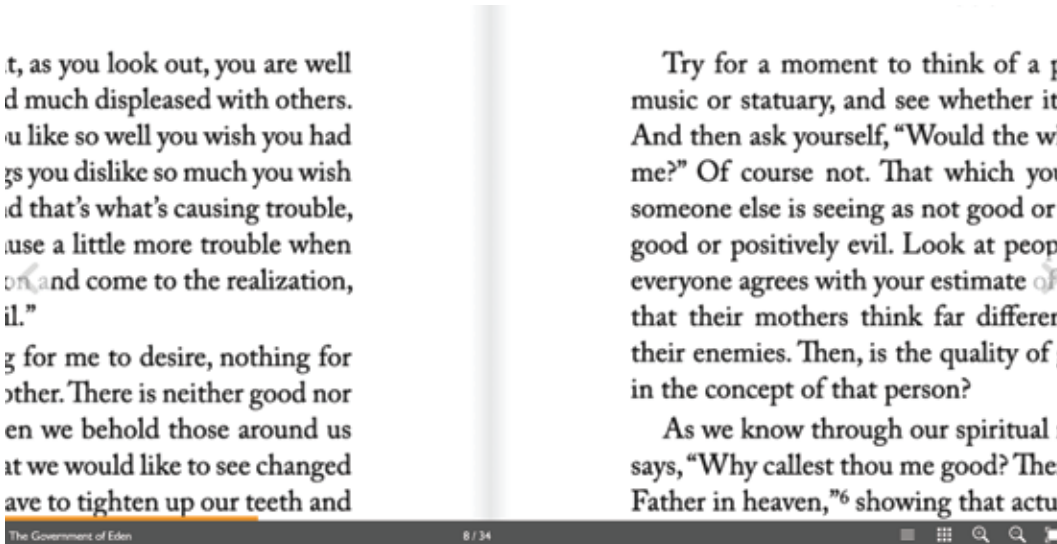 t, as you look out, you are well
d much displeased with others.
u like so well you wish you had
gs you dislike so much you wish
d that's what's causing trouble,
use a little more trouble when
on and come to the realization,
il."
g for me to desire, nothing for
other. There is neither good nor
en we behold those around us
at we would like to see changed
ave to tighten up our teeth and
Try for a moment to think of a p
music or statuary, and see whether it
And then ask yourself, "Would the w
me?" Of course not. That which you
someone else is seeing as not good or
good or positively evil. Look at peop
everyone agrees with your estimate of
that their mothers think far differen
their enemies. Then, is the quality of
in the concept of that person?
As we know through our spiritual
says, "Why callest thou me good? The
Father in heaven,"⁶ showing that actu
The Government of Eden
8 / 34